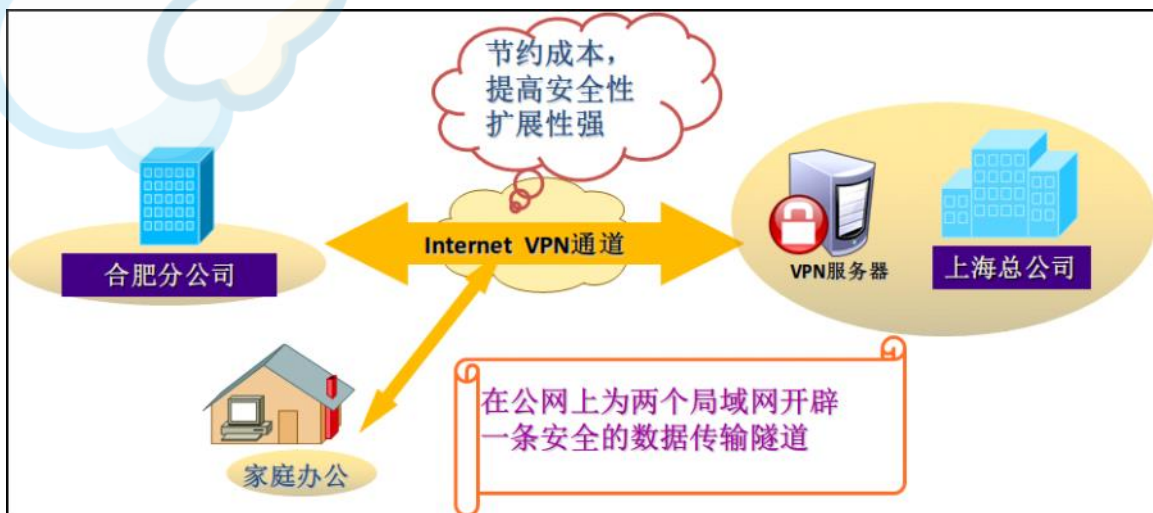 节约成本，
提高安全性
扩展性强
Internet VPN通道
合肥分公司
VPN服务器
上海总公司
家庭办公
在公网上为两个局域网开辟
一条安全的数据传输隧道